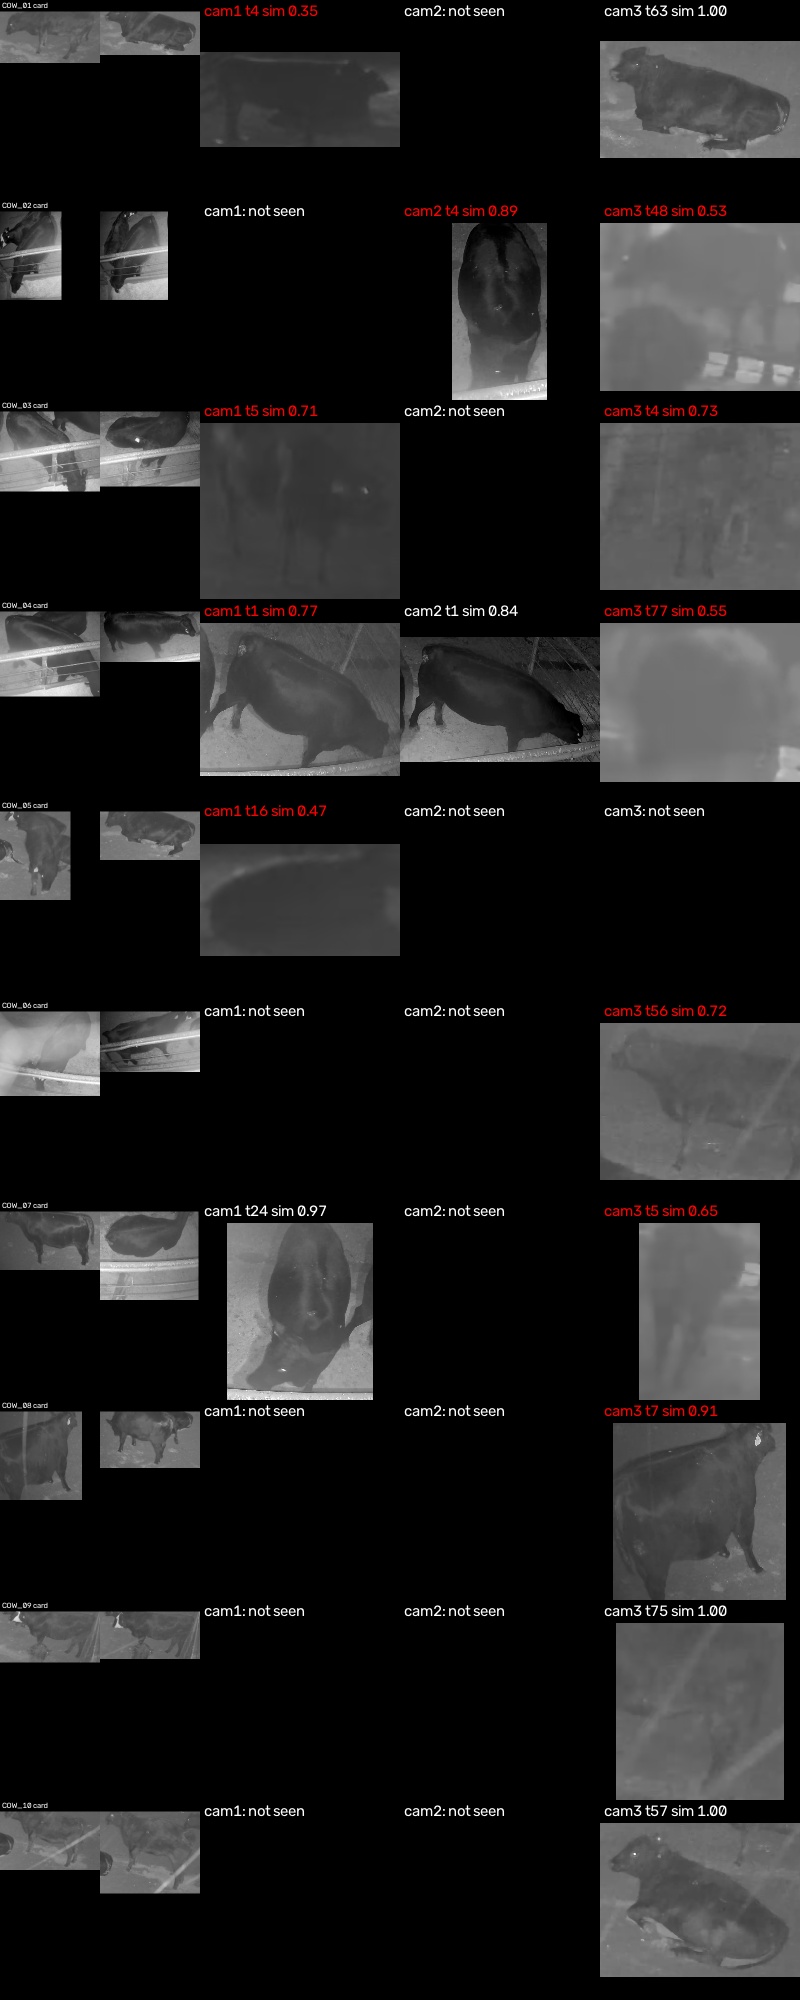 COW_01 card
cam1 t4 sim 0.35
cam2: not seen
cam3 t63 sim 1.00
COW_02 card
cam1: not seen
cam2 t4 sim 0.89
cam3 t48 sim 0.53
COW_03 card
cam1 t5 sim 0.71
cam2: not seen
cam3 t4 sim 0.73
COW_04 card
cam1 t1 sim 0.77
cam2 t1 sim 0.84
cam3 t77 sim 0.55
COW_05 card
cam1 t16 sim 0.47
cam2: not seen
cam3: not seen
COW_06 card
cam1: not seen
cam2: not seen
cam3 t56 sim 0.72
COW_07 card
cam1 t24 sim 0.97
cam2: not seen
cam3 t5 sim 0.65
COW_08 card
cam1: not seen
cam2: not seen
cam3 t7 sim 0.91
COW_09 card
cam1: not seen
cam2: not seen
cam3 t75 sim 1.00
COW_10 card
cam1: not seen
cam2: not seen
cam3 t57 sim 1.00